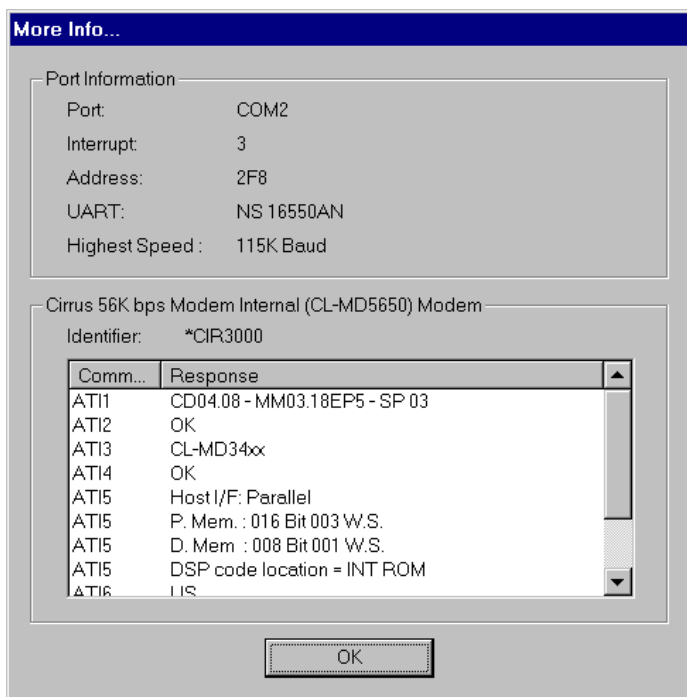 More Info...
Port Information
Port: COM2
Interrupt: 3
Address: 2F8
UART: NS 16550AN
Highest Speed : 115K Baud
Cirrus 56K bps Modem Internal (CL-MD5650) Modem
Identifier: *CIR3000
Comm... Response
ATI1 CD04.08 - MM03.18EP5 - SP 03
ATI2 OK
ATI3 CL-MD34xx
ATI4 OK
ATI5 Host I/F: Parallel
ATI5 P. Mem. : 016 Bit 003 W.S.
ATI5 D. Mem : 008 Bit 001 W.S.
ATI5 DSP code location = INT ROM
ATI6 US
OK